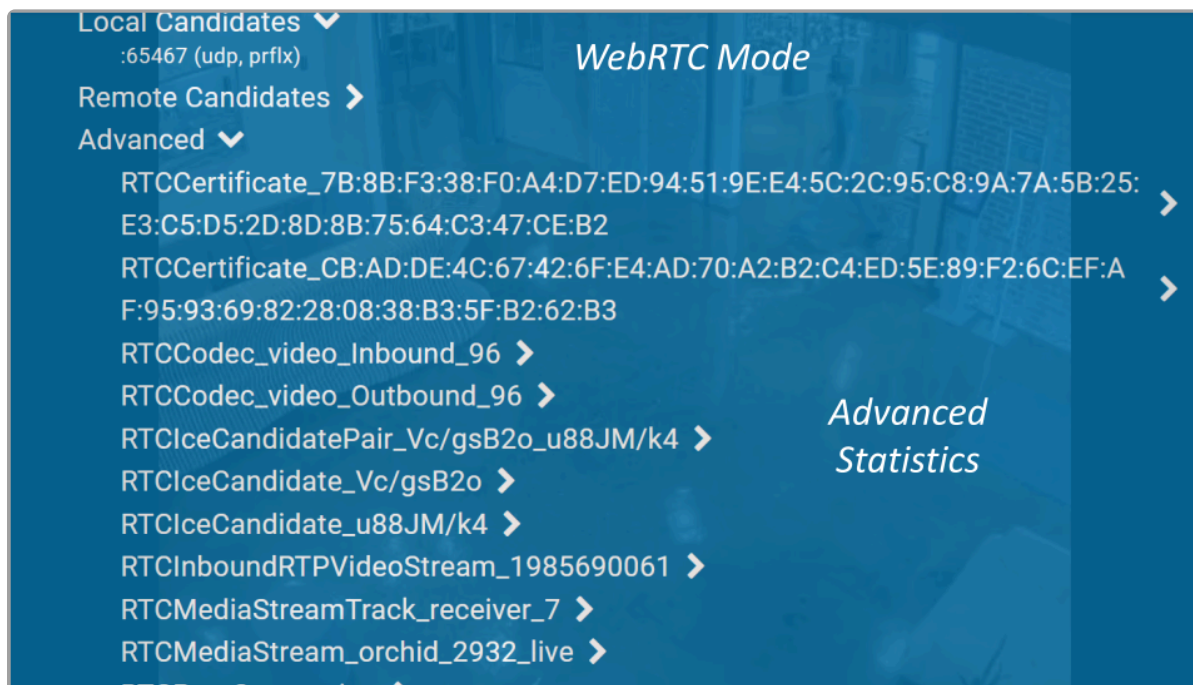 Local Candidates
:65467 (udp, prflx)
WebRTC Mode
Remote Candidates
Advanced
RTCCertificate_7B:8B:F3:38:F0:A4:D7:ED:94:51:9E:E4:5C:2C:95:C8:9A:7A:5B:25:
E3:C5:D5:2D:8D:8B:75:64:C3:47:CE:B2
RTCCertificate_CB:AD:DE:4C:67:42:6F:E4:AD:70:A2:B2:C4:ED:5E:89:F2:6C:EF:A
F:95:93:69:82:28:08:38:B3:5F:B2:62:B3
RTCCodec_video_Inbound_96
RTCCodec_video_Outbound_96
RTCIceCandidatePair_Vc/gsB2o_u88JM/k4
RTCIceCandidate_Vc/gsB2o
RTCIceCandidate_u88JM/k4
Advanced
Statistics
RTCInboundRTPVideoStream_1985690061
RTCMediaStreamTrack_receiver_7
RTCMediaStream_orchid_2932_live